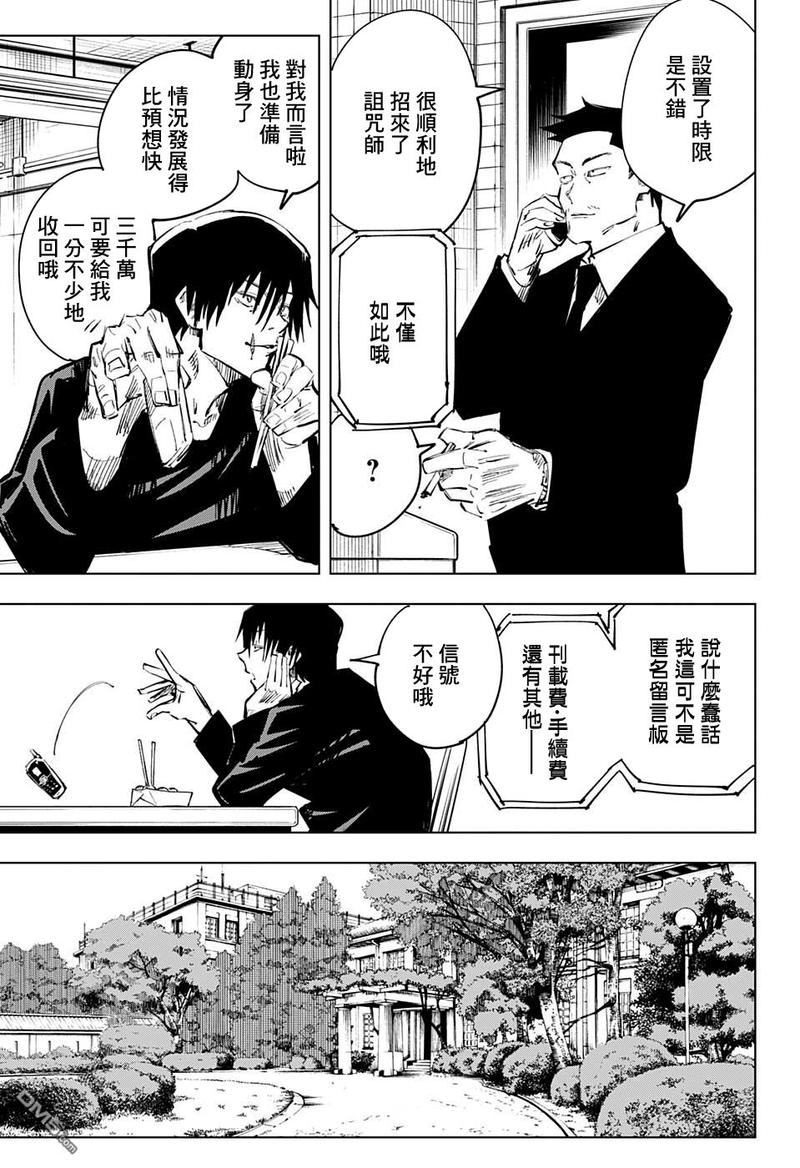 設置了時限
是不錯
很順利地
招來了
詛咒師
不僅
如此哦
？
對我而言啦
我也準備
動身了
情況發展得
比預想快
三千萬
可要給我
一分不少地
收回哦
說什麼蠢話
我這可不是
匿名留言板
刊載費・手續費
還有其他——
信號
不好哦